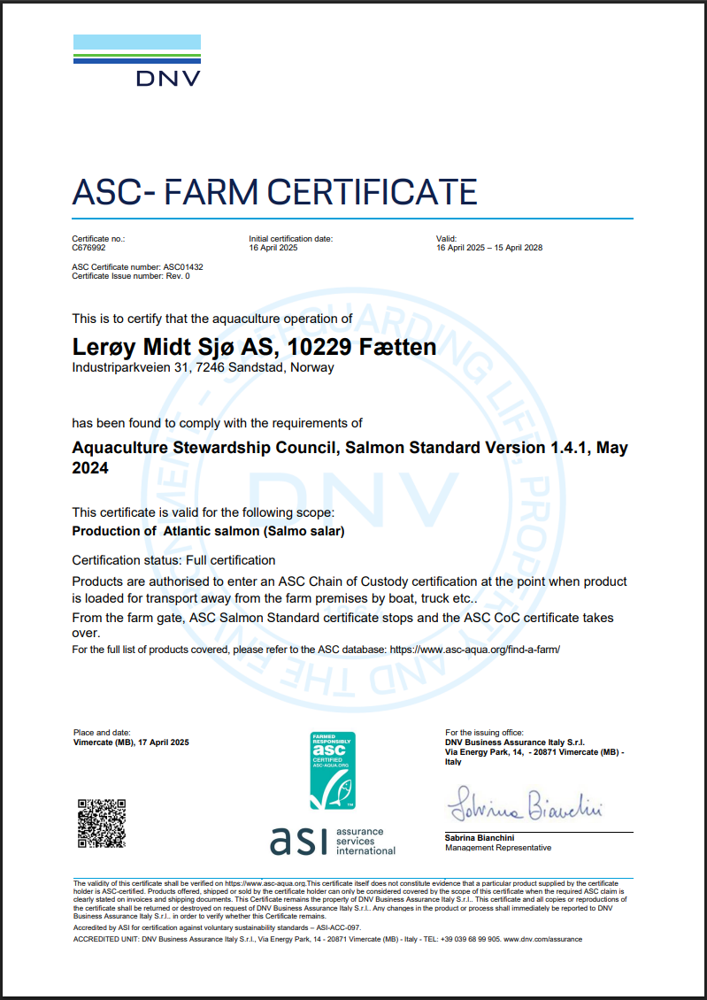 DNV
ASC- FARM CERTIFICATE
Certificate no.:
C676992
Initial certification date:
16 April 2025
Valid:
16 April 2025 – 15 April 2028
ASC Certificate number: ASC01432
Certificate Issue number: Rev. 0
This is to certify that the aquaculture operation of
Lerøy Midt Sjø AS, 10229 Fætten
Industriparkveien 31, 7246 Sandstad, Norway
has been found to comply with the requirements of
Aquaculture Stewardship Council, Salmon Standard Version 1.4.1, May
2024
This certificate is valid for the following scope:
Production of  Atlantic salmon (Salmo salar)
Certification status: Full certification
Products are authorised to enter an ASC Chain of Custody certification at the point when product
is loaded for transport away from the farm premises by boat, truck etc..
From the farm gate, ASC Salmon Standard certificate stops and the ASC CoC certificate takes
over.
For the full list of products covered, please refer to the ASC database: https://www.asc-aqua.org/find-a-farm/
SAFEGUARDING LIFE, PROPERTY AND THE ENVIRONMENT -
DNV
Place and date:
Vimercate (MB), 17 April 2025
FARMED
RESPONSIBLY
asc
CERTIFIED
ASC-AQUA.ORG
TM
asi assurance
services
international
For the issuing office:
DNV Business Assurance Italy S.r.l.
Via Energy Park, 14,  - 20871 Vimercate (MB) -
Italy
Sabrina Bianchini
Sabrina Bianchini
Management Representative
The validity of this certificate shall be verified on https://www.asc-aqua.org.This certificate itself does not constitute evidence that a particular product supplied by the certificate
holder is ASC-certified. Products offered, shipped or sold by the certificate holder can only be considered covered by the scope of this certificate when the required ASC claim is
clearly stated on invoices and shipping documents. This Certificate remains the property of DNV Business Assurance Italy S.r.l.. This certificate and all copies or reproductions of
the certificate shall be returned or destroyed on request of DNV Business Assurance Italy S.r.l.. Any changes in the product or process shall immediately be reported to DNV
Business Assurance Italy S.r.l.. in order to verify whether this Certificate remains.
Accredited by ASI for certification against voluntary sustainability standards – ASI-ACC-097.
ACCREDITED UNIT: DNV Business Assurance Italy S.r.l., Via Energy Park, 14 - 20871 Vimercate (MB) - Italy - TEL: +39 039 68 99 905. www.dnv.com/assurance